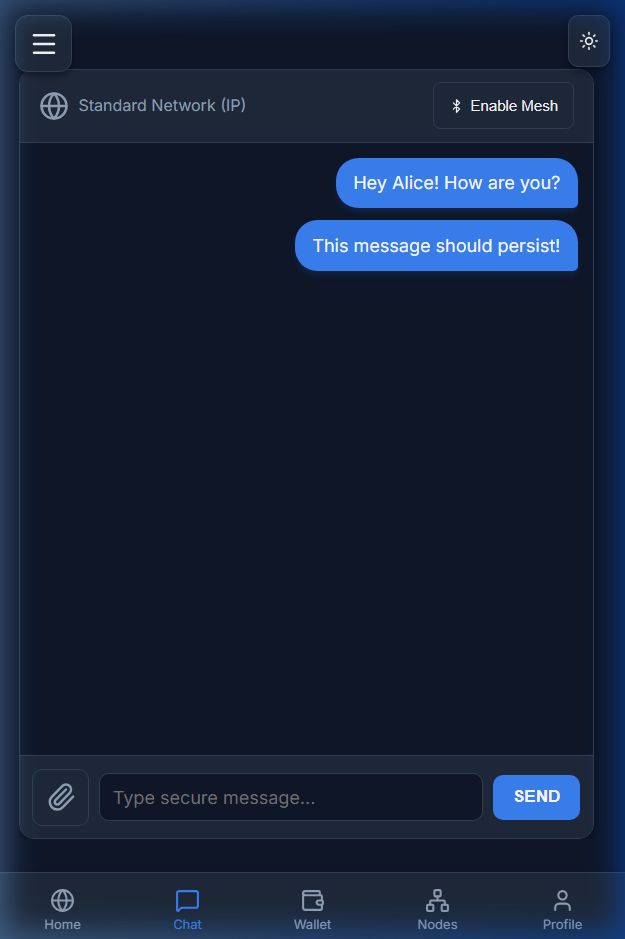 Standard Network (IP)
Enable Mesh
Hey Alice! How are you?
This message should persist!
Type secure message...
SEND
Home
Chat
Wallet
Nodes
Profile